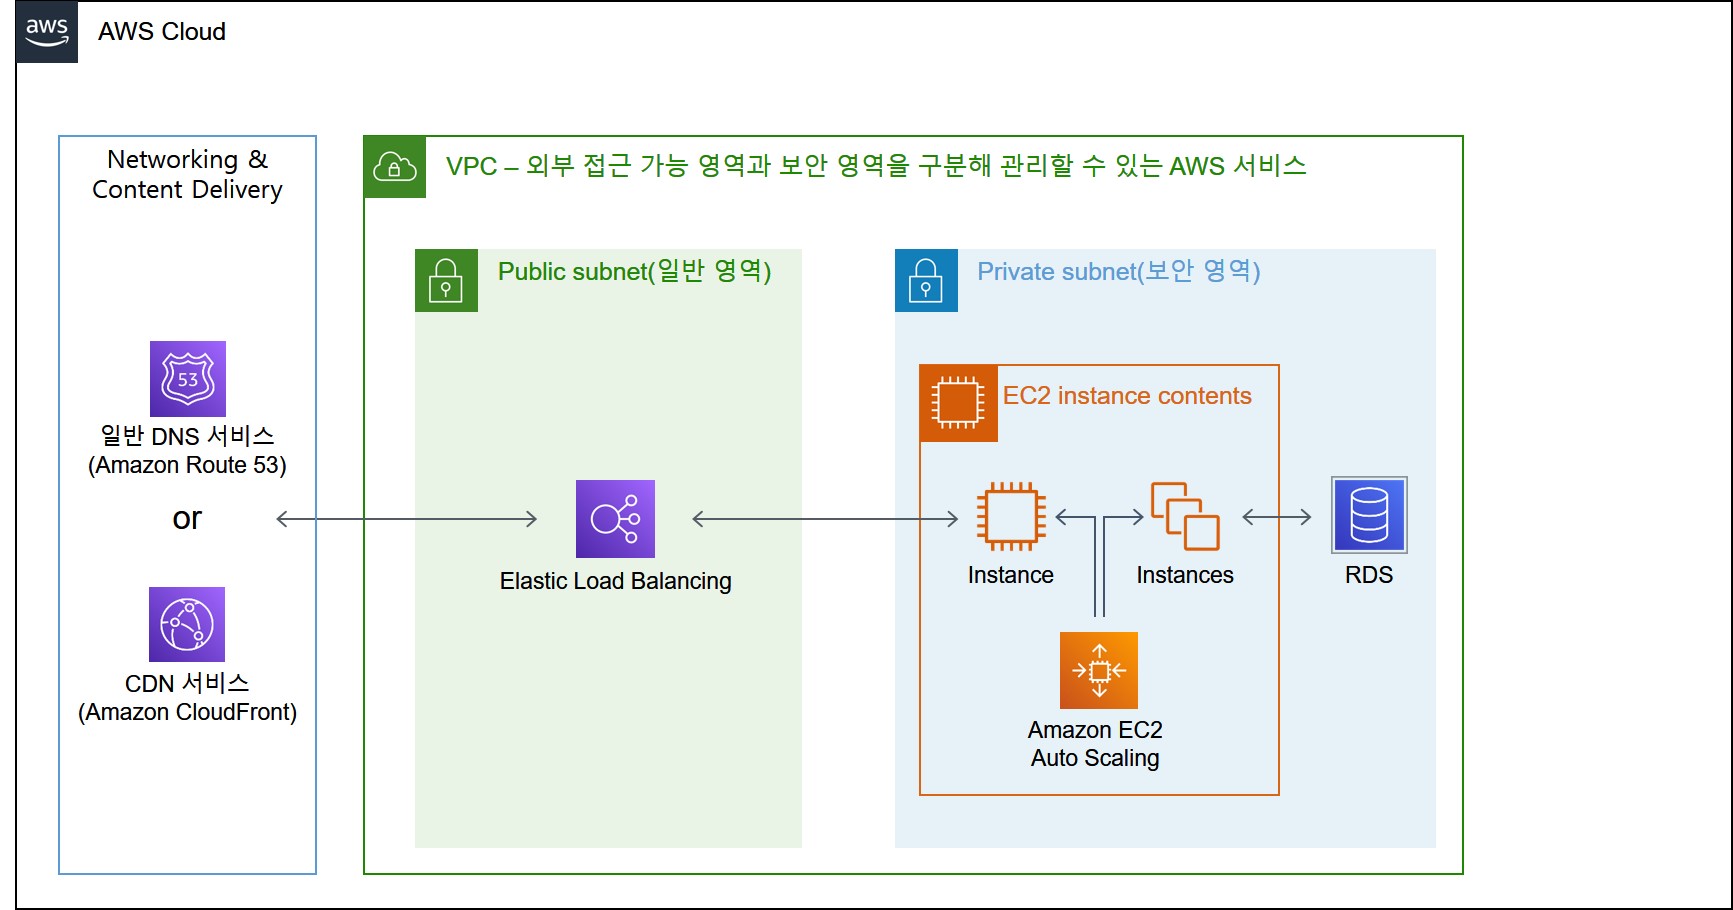 aws
AWS Cloud
Networking &
Content Delivery
VPC – 외부 접근 가능 영역과 보안 영역을 구분해 관리할 수 있는 AWS 서비스
Public subnet(일반 영역)
Private subnet(보안 영역)
53
일반 DNS 서비스
(Amazon Route 53)
or
CDN 서비스
(Amazon CloudFront)
Elastic Load Balancing
EC2 instance contents
Instance
Instances
RDS
Amazon EC2
Auto Scaling